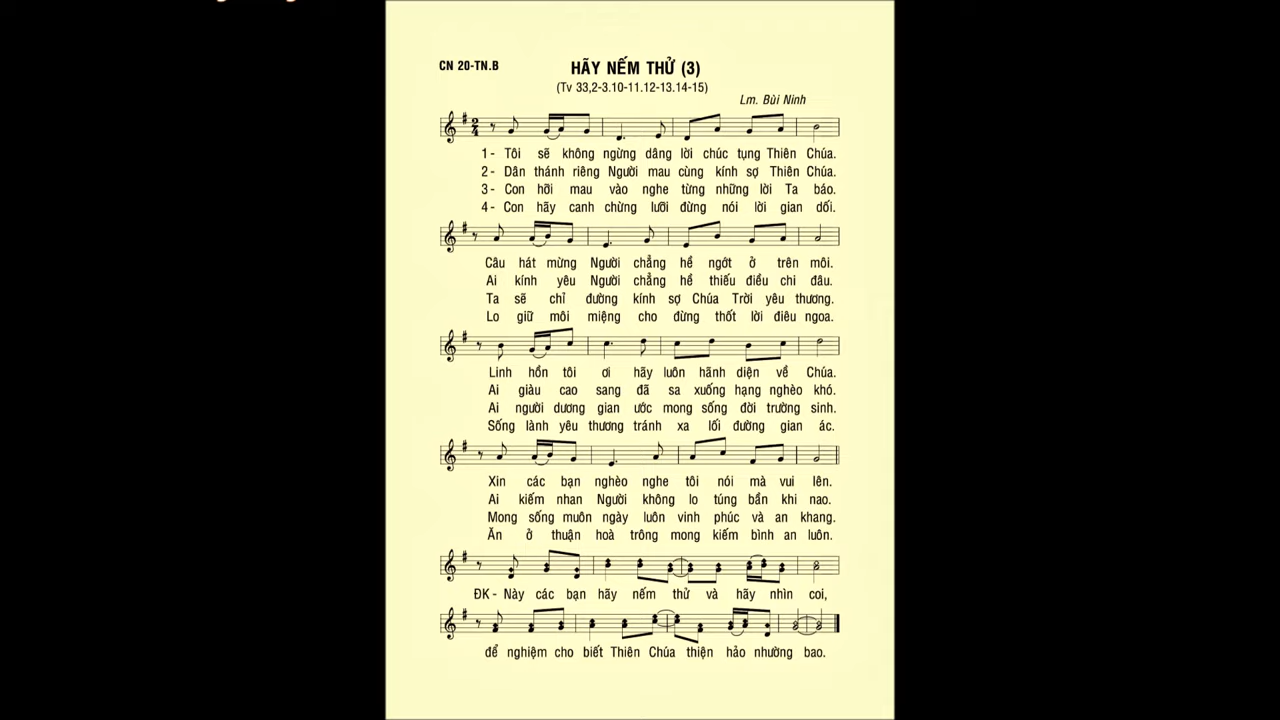 CN 20-TN.B
HÃY NẾM THỬ (3)
(Tv 33,2-3.10-11.12-13.14-15)
Lm. Bùi Ninh
1- Tôi sẽ không ngừng dâng lời chúc tụng Thiên Chúa.
2- Dân thánh riêng Người mau cùng kính sợ Thiên Chúa.
3- Con hỡi mau vào nghe từng những lời Ta báo.
4- Con hãy canh chừng lưỡi đừng nói lời gian dối.
Câu hát mừng Người chẳng hề ngớt ở trên môi.
Ai kính yêu Người chẳng hề thiếu điều chi đâu.
Ta sẽ chỉ đường kính sợ Chúa Trời yêu thương.
Lo giữ môi miệng cho đừng thốt lời điêu ngoa.
Linh hồn tôi ơi hãy luôn hãnh diện về Chúa.
Ai giàu cao sang đã sa xuống hạng nghèo khó.
Ai người dương gian ước mong sống đời trường sinh.
Sống lành yêu thương tránh xa lối đường gian ác.
Xin các bạn nghèo nghe tôi nói mà vui lên.
Ai kiếm nhan Người không lo túng bẩn khi nao.
Mong sống muôn ngày luôn vinh phúc và an khang.
Ăn ở thuận hoà trông mong kiếm bình an luôn.
ĐK- Này các bạn hãy nếm thử và hãy nhìn coi,
để nghiệm cho biết Thiên Chúa thiện hảo nhường bao.